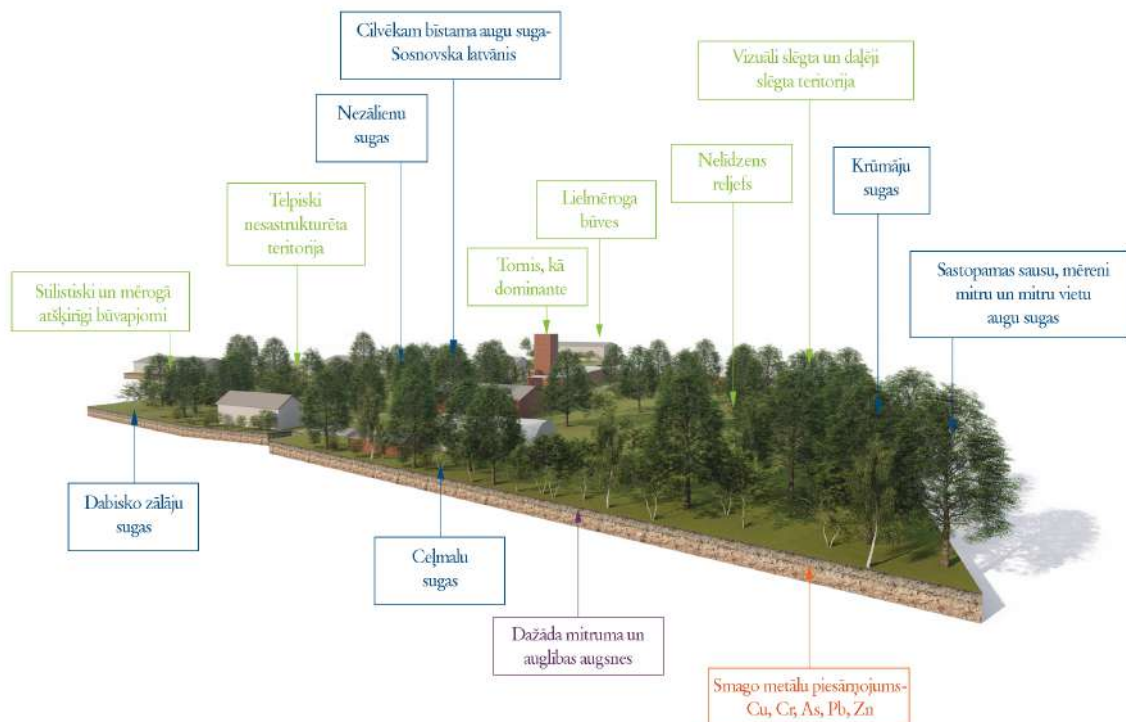 Cilvēkam bīstama augu suga-
Sosnovska latvānis
Vizuāli slēgta un daļēji
slēgta teritorija
Nezālienu
sugas
Nelīdzens
reljefs
Krūmāju
sugas
Telpiski
nesastrukturēta
teritorija
Lielmēroga
būves
Tornis, kā
dominante
Sastopamas sausu, mēreni
mitru un mitru vietu
augu sugas
Stilistiski un mērogā
atšķirīgi būvapjomi
Dabisko zālāju
sugas
Ceļmalu
sugas
Dažāda mitruma un
auglības augsnes
Smago metālu piesārņojums-
Cu, Cr, As, Pb, Zn